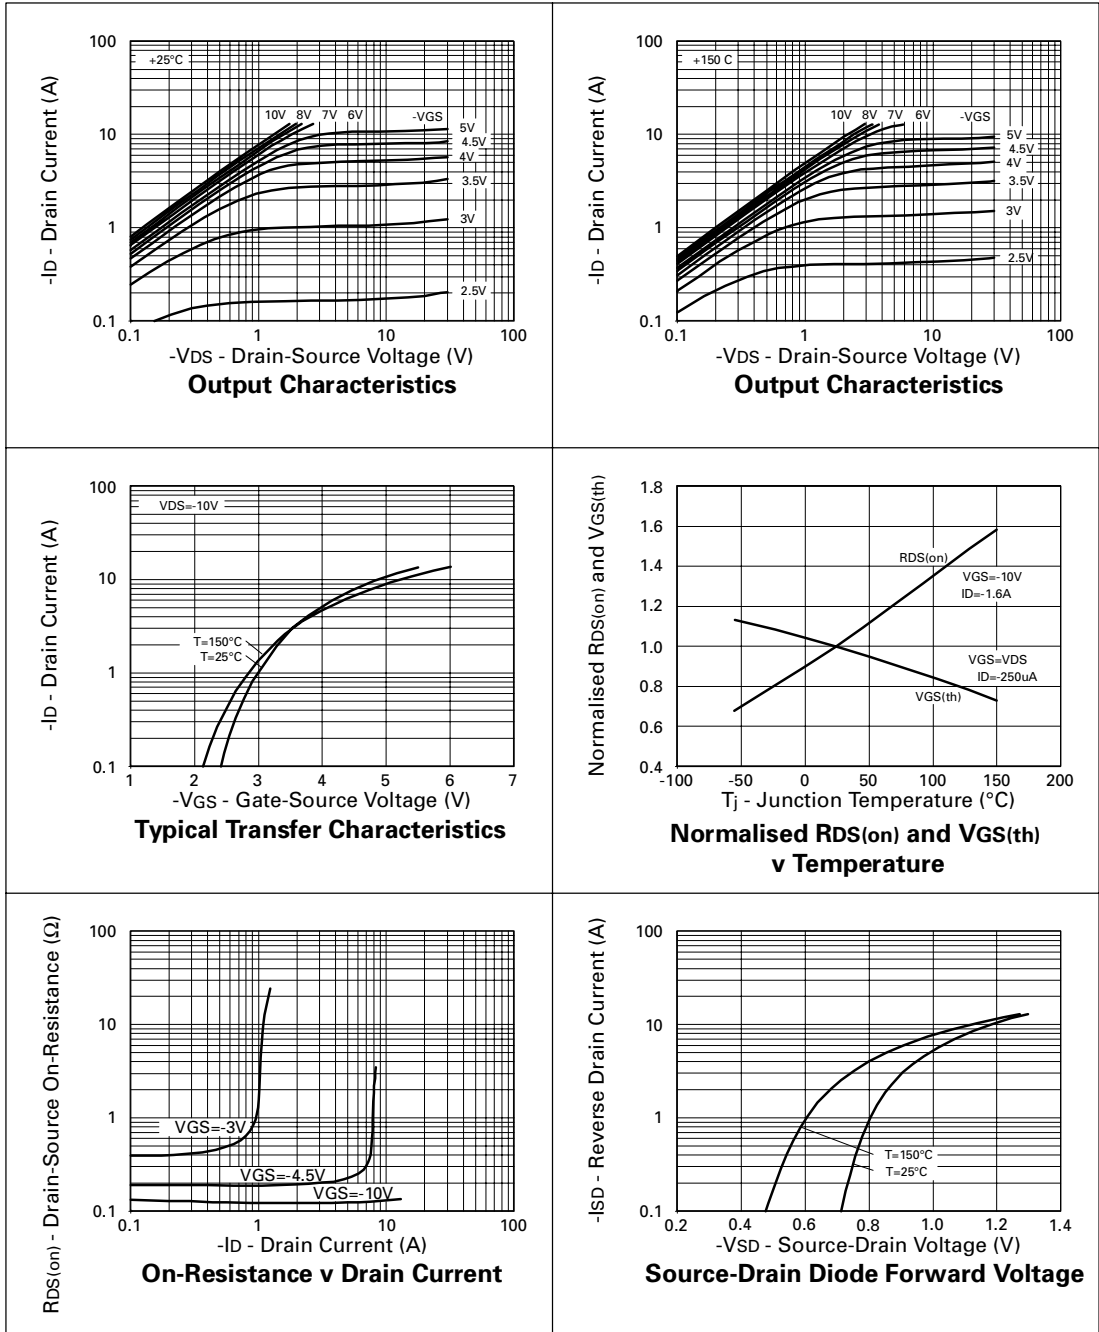 100
10
1
0.1
-ID - Drain Current (A)
+25°C
10V 8V 7V 6V -VGS
5V
4.5V
4V
3.5V
3V
2.5V
0.1 1 10 100
-VDS - Drain-Source Voltage (V)
Output Characteristics
100
10
1
0.1
-ID - Drain Current (A)
+150 C
10V 8V 7V 6V -VGS
5V
4.5V
4V
3.5V
3V
2.5V
0.1 1 10 100
-VDS - Drain-Source Voltage (V)
Output Characteristics
100
10
1
0.1
-ID - Drain Current (A)
VDS=-10V
T=150°C
T=25°C
1 2 3 4 5 6 7
-VGS - Gate-Source Voltage (V)
Typical Transfer Characteristics
1.8
1.6
1.4
1.2
1.0
0.8
0.6
0.4
Normalised RDS(on) and VGS(th)
RDS(on)
VGS=-10V
ID=-1.6A
VGS=VDS
ID=-250uA
VGS(th)
-100 -50 0 50 100 150 200
Tj - Junction Temperature (°C)
Normalised RDS(on) and VGS(th)
v Temperature
100
10
1
0.1
RDS(on) - Drain-Source On-Resistance (Ω)
VGS=-3V
VGS=-4.5V
VGS=-10V
0.1 1 10 100
-ID - Drain Current (A)
On-Resistance v Drain Current
100
10
1
0.1
-ISD - Reverse Drain Current (A)
T=150°C
T=25°C
0.2 0.4 0.6 0.8 1.0 1.2 1.4
-VSD - Source-Drain Voltage (V)
Source-Drain Diode Forward Voltage